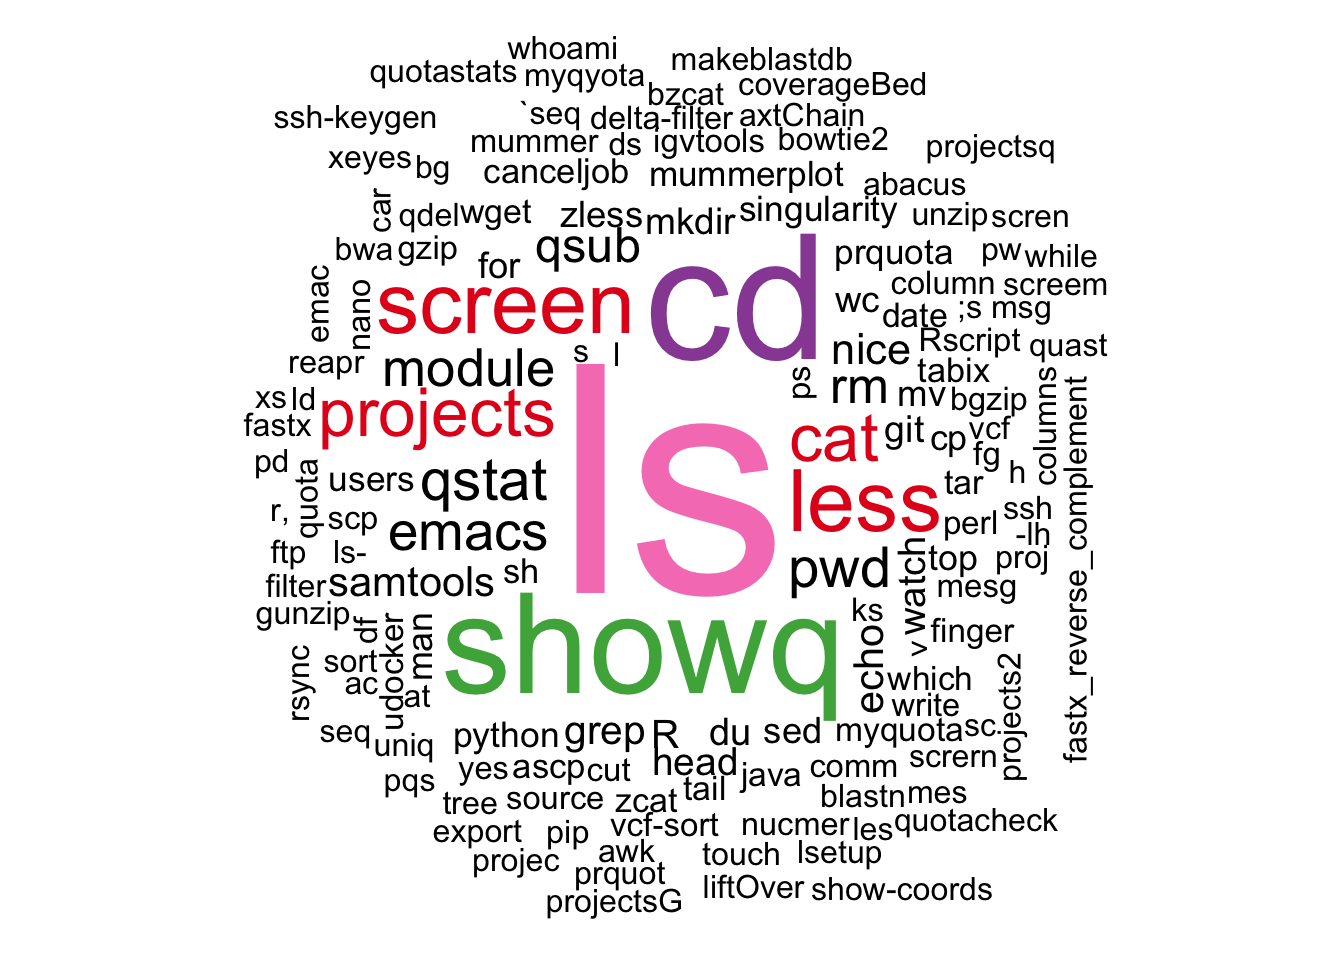 whoami
makeblastdb
quotastats
myqyota
coverageBed
bzcat
ssh-keygen
`seq
delta-filter
axtChain
mummer
ds
igvtools
bowtie2
projectsq
xeyes
bg
canceljob
mummerplot
abacus
car
qdel
wget
zless
mkdir
singularity
unzip
scren
bwa
gzip
for
qsub
cd
prquota
pw
while
emac
nano
screen
wc
column
screem
date
;s
msg
reapr
module
s
l
nice
Rscript
quast
ps
rm
tabix
mv
bgzip
columns
xs
ld
projects
fastx
ls
cat
git
cp
vcf
fg
h
fastx_reverse_complement
pd
quota
users
qstat
less
tar
r,
scp
emacs
perl
ssh
-lh
ftp
ls-
pwd
watch
top
proj
filter
samtools
sh
mesg
gunzip
df
udocker
man
showq
ks
echo
v
finger
rsync
sort
ac
at
which
write
projects2
seq
uniq
python
grep
R
du
sed
myquota
sc
scrern
pqs
yes
ascp
cut
head
java
comm
tail
tree
source
zcat
blastn
mes
export
pip
vcf-sort
nucmer
les
quotacheck
projec
awk
touch
lsetup
prquot
liftOver
show-coords
projectsG